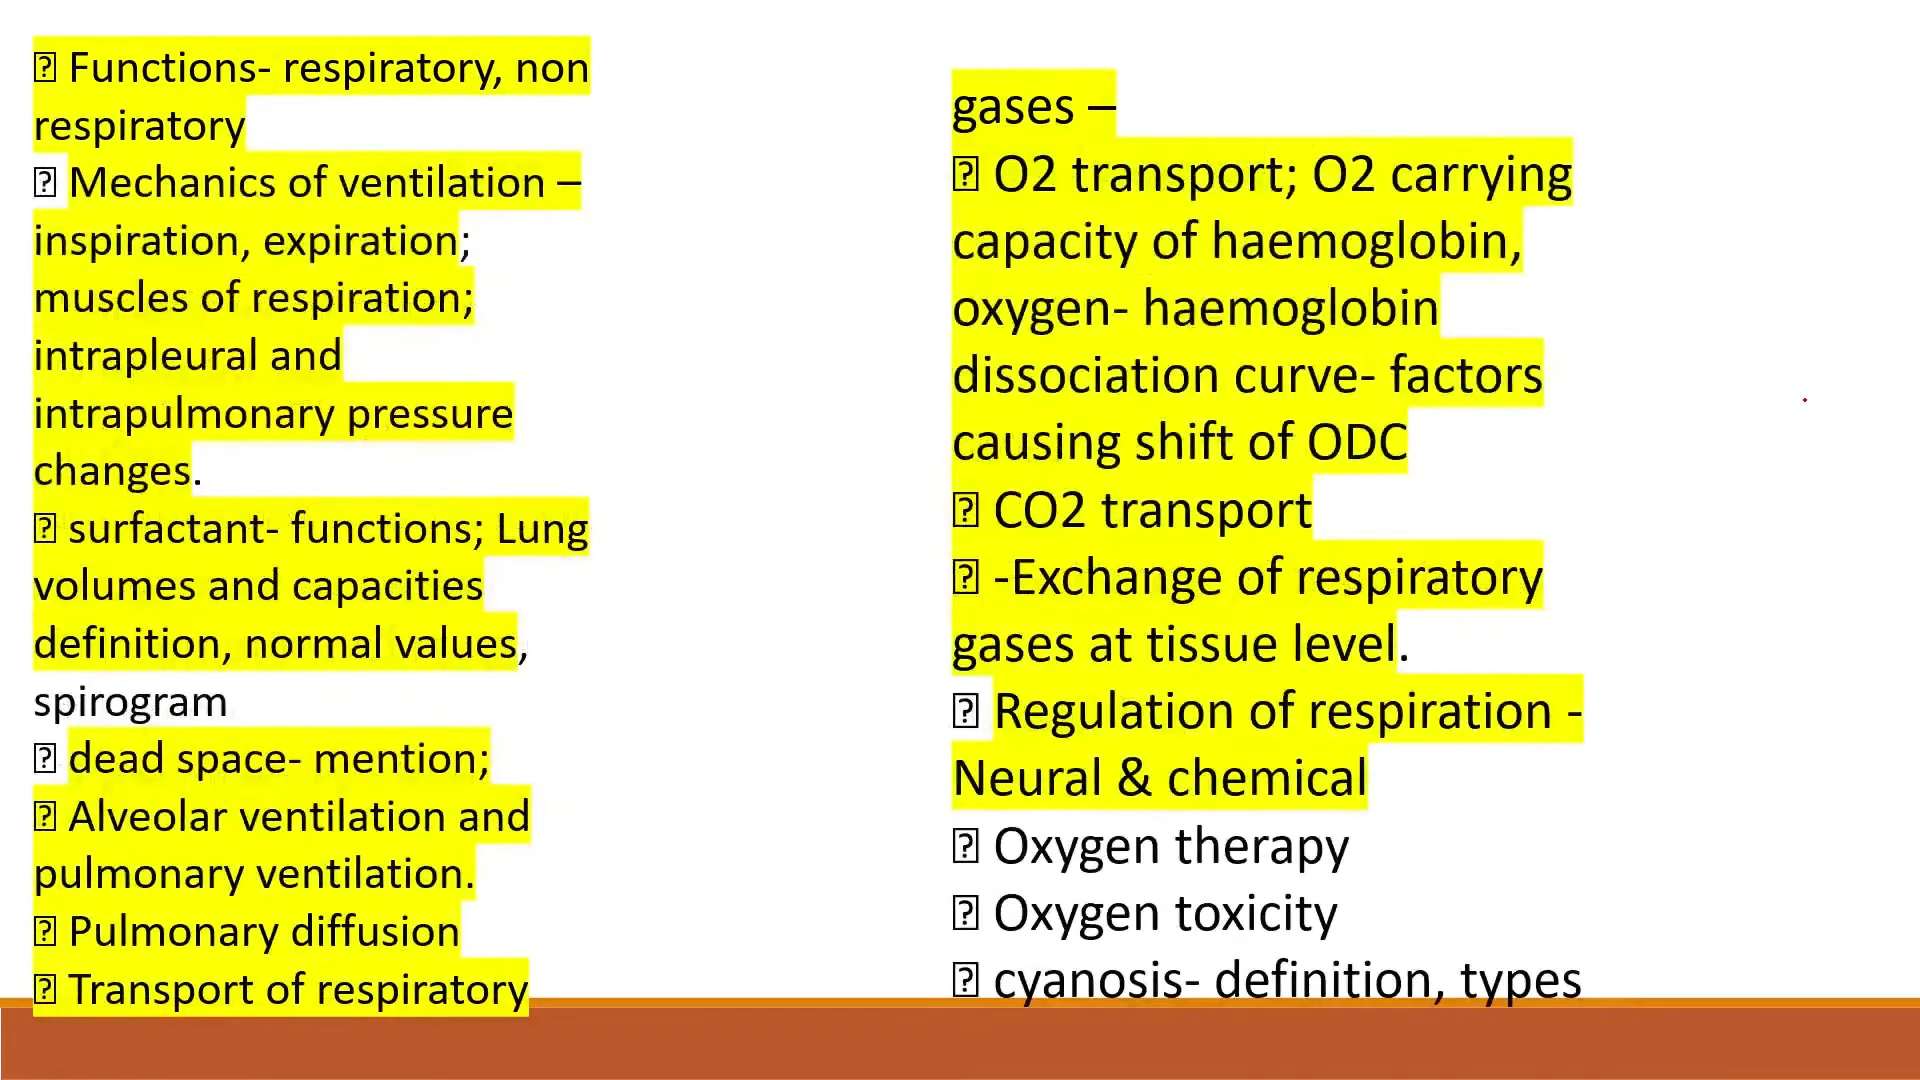 ⍰ Functions- respiratory, non
respiratory
⍰ Mechanics of ventilation –
inspiration, expiration;
muscles of respiration;
intrapleural and
intrapulmonary pressure
changes.
⍰ surfactant- functions; Lung
volumes and capacities
definition, normal values,
spirogram
⍰ dead space- mention;
⍰ Alveolar ventilation and
pulmonary ventilation.
⍰ Pulmonary diffusion
⍰ Transport of respiratory
gases –
⍰ O2 transport; O2 carrying
capacity of haemoglobin,
oxygen- haemoglobin
dissociation curve- factors
causing shift of ODC
⍰ CO2 transport
⍰ -Exchange of respiratory
gases at tissue level.
⍰ Regulation of respiration -
Neural & chemical
⍰ Oxygen therapy
⍰ Oxygen toxicity
⍰ cyanosis- definition, types